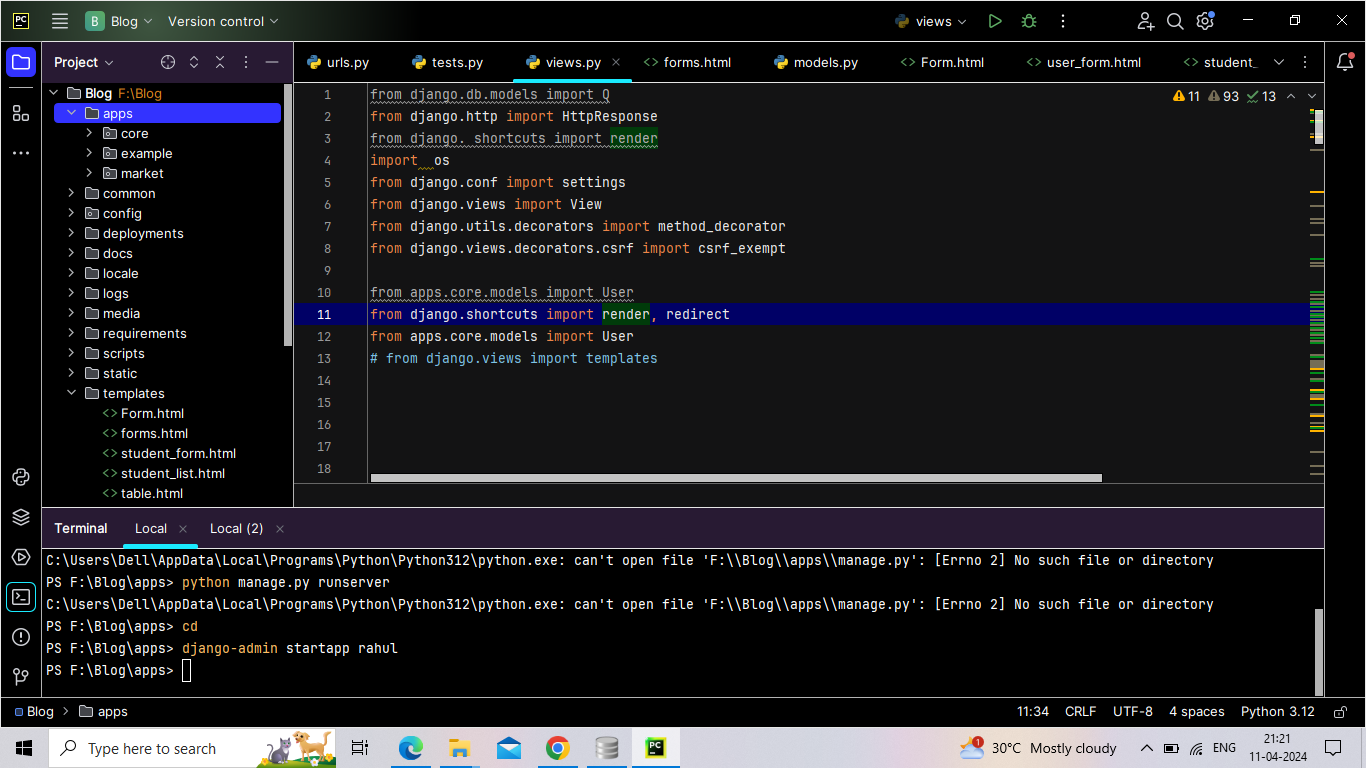 PC
B Blog
Version control
views
Project
urls.py
tests.py
views.py
forms.html
models.py
Form.html
user_form.html
student_
Blog F:\Blog
apps
core
example
market
common
config
deployments
docs
locale
logs
media
requirements
scripts
static
templates
Form.html
forms.html
student_form.html
student_list.html
table.html
11 93 13
1 from django.db.models import Q
2 from django.http import HttpResponse
3 from django. shortcuts import render
4 import  os
5 from django.conf import settings
6 from django.views import View
7 from django.utils.decorators import method_decorator
8 from django.views.decorators.csrf import csrf_exempt
9
10 from apps.core.models import User
11 from django.shortcuts import render, redirect
12 from apps.core.models import User
13 # from django.views import templates
14
15
16
17
18
Terminal Local Local (2)
C:\Users\Dell\AppData\Local\Programs\Python\Python312\python.exe: can't open file 'F:\\Blog\\apps\\manage.py': [Errno 2] No such file or directory
PS F:\Blog\apps> python manage.py runserver
C:\Users\Dell\AppData\Local\Programs\Python\Python312\python.exe: can't open file 'F:\\Blog\\apps\\manage.py': [Errno 2] No such file or directory
PS F:\Blog\apps> cd
PS F:\Blog\apps> django-admin startapp rahul
PS F:\Blog\apps>
Blog > apps
11:34 CRLF UTF-8 4 spaces Python 3.12
Type here to search
PC
1
30°C Mostly cloudy
ENG
21:21
11-04-2024